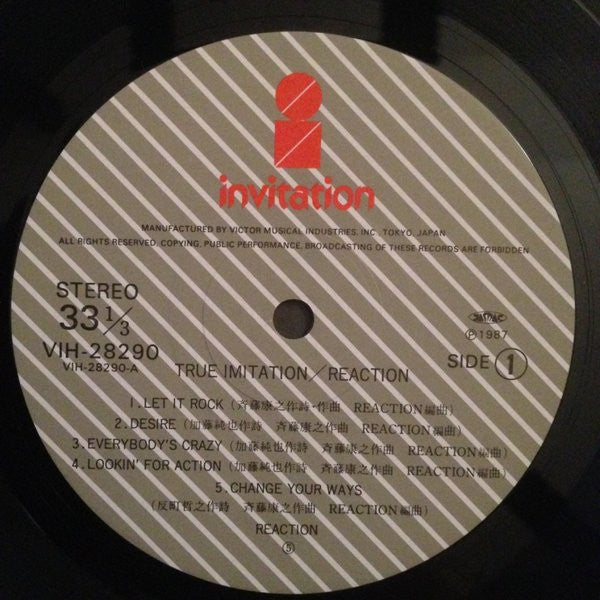 invitation
MANUFACTURED BY VICTOR MUSICAL INDUSTRIES, INC. TOKYO, JAPAN
ALL RIGHTS RESERVED, COPYING, PUBLIC PERFORMANCE, BROADCASTING OF THESE RECORDS ARE FORBIDDEN
STEREO
33 1/3
VIH-28290
VIH-28290-A
JASRAC
Ⓟ1987
SIDE ①
TRUE IMITATION／REACTION
1. LET IT ROCK (斉藤康之作詩・作曲 REACTION編曲)
2. DESIRE (加藤純也作詩 斉藤康之作曲 REACTION編曲)
3. EVERYBODY'S CRAZY (加藤純也作詩 斉藤康之作曲 REACTION編曲)
4. LOOKIN' FOR ACTION (加藤純也作詩 斉藤康之作曲 REACTION編曲)
5. CHANGE YOUR WAYS
(反町哲之作詩 斉藤康之作曲 REACTION編曲)
REACTION
⑤